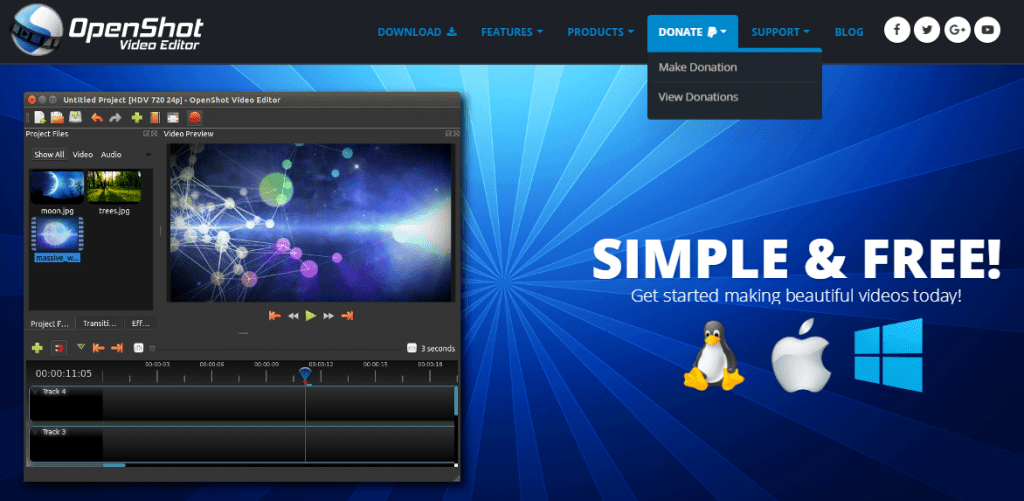 OpenShot
Video Editor
DOWNLOAD FEATURES PRODUCTS DONATE SUPPORT BLOG
Make Donation
View Donations
Untitled Project [HDV 720 24p] - OpenShot Video Editor
Project Files Video Preview
Show All Video Audio
moon.jpg trees.jpg
massive_w...
Project F... Transiti... Eff...
3 seconds
00:00:11:05
00:00:03 00:00:06 00:00:09 00:00:12 00:00:15 00:00:18
Track 4
Track 3
SIMPLE & FREE!
Get started making beautiful videos today!